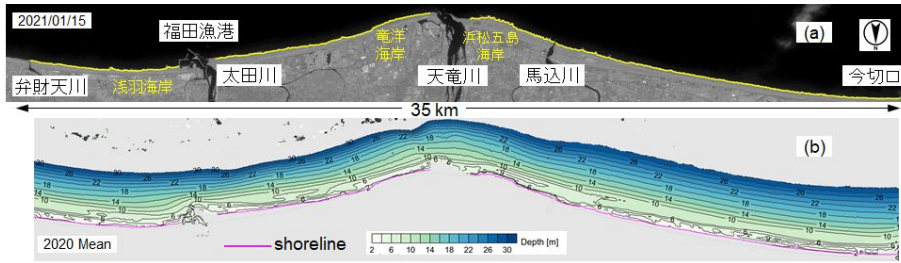 2021/01/15
福田漁港
竜洋
海岸
浜松五島
海岸
(a)
N
弁財天川
浅羽海岸
太田川
天竜川
馬込川
今切口
35 km
(b)
2020 Mean
shoreline
Depth [m]
2 6 10 14 18 22 26 30